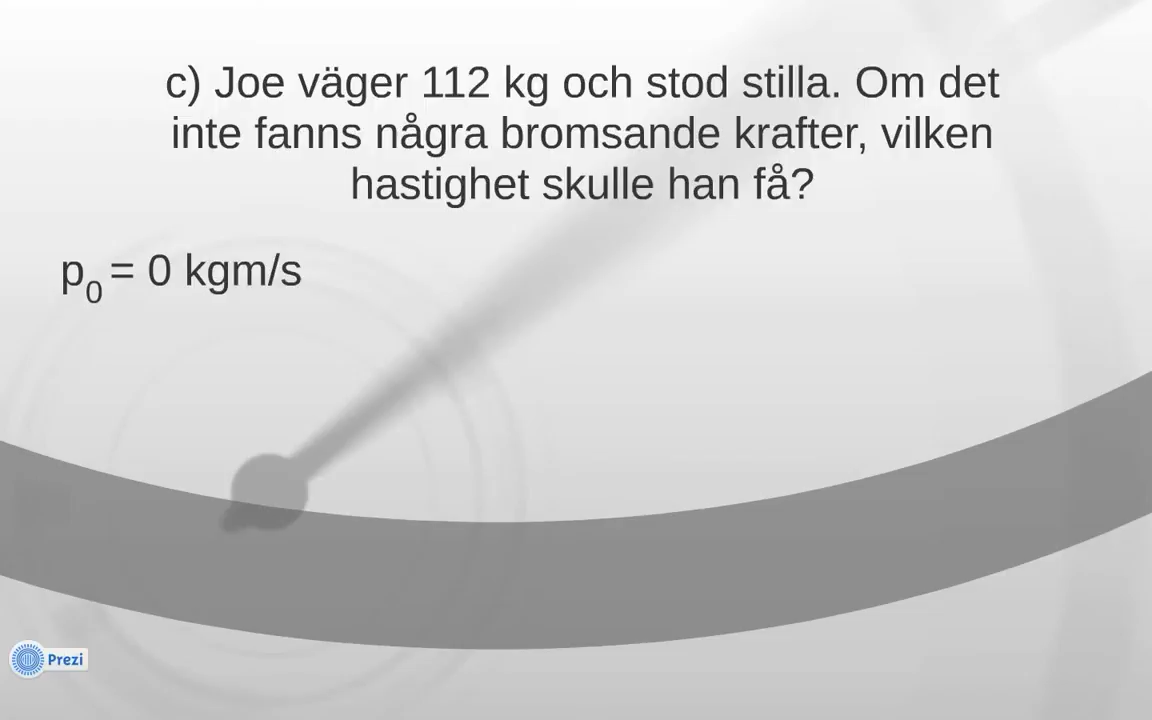 c) Joe väger 112 kg och stod stilla. Om det
inte fanns några bromsande krafter, vilken
hastighet skulle han få?
p₀ = 0 kgm/s
Prezi